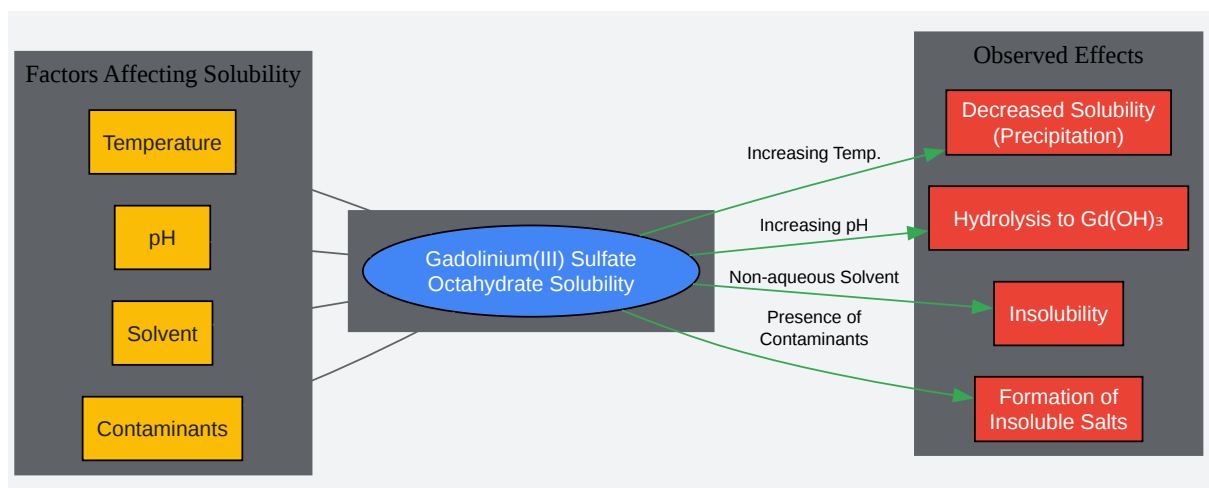 Factors Affecting Solubility
Temperature
pH
Solvent
Contaminants
Gadolinium(III) Sulfate
Octahydrate Solubility
Increasing Temp.
Increasing pH
Non-aqueous Solvent
Presence of
Contaminants
Observed Effects
Decreased Solubility
(Precipitation)
Hydrolysis to Gd(OH)₃
Insolubility
Formation of
Insoluble Salts